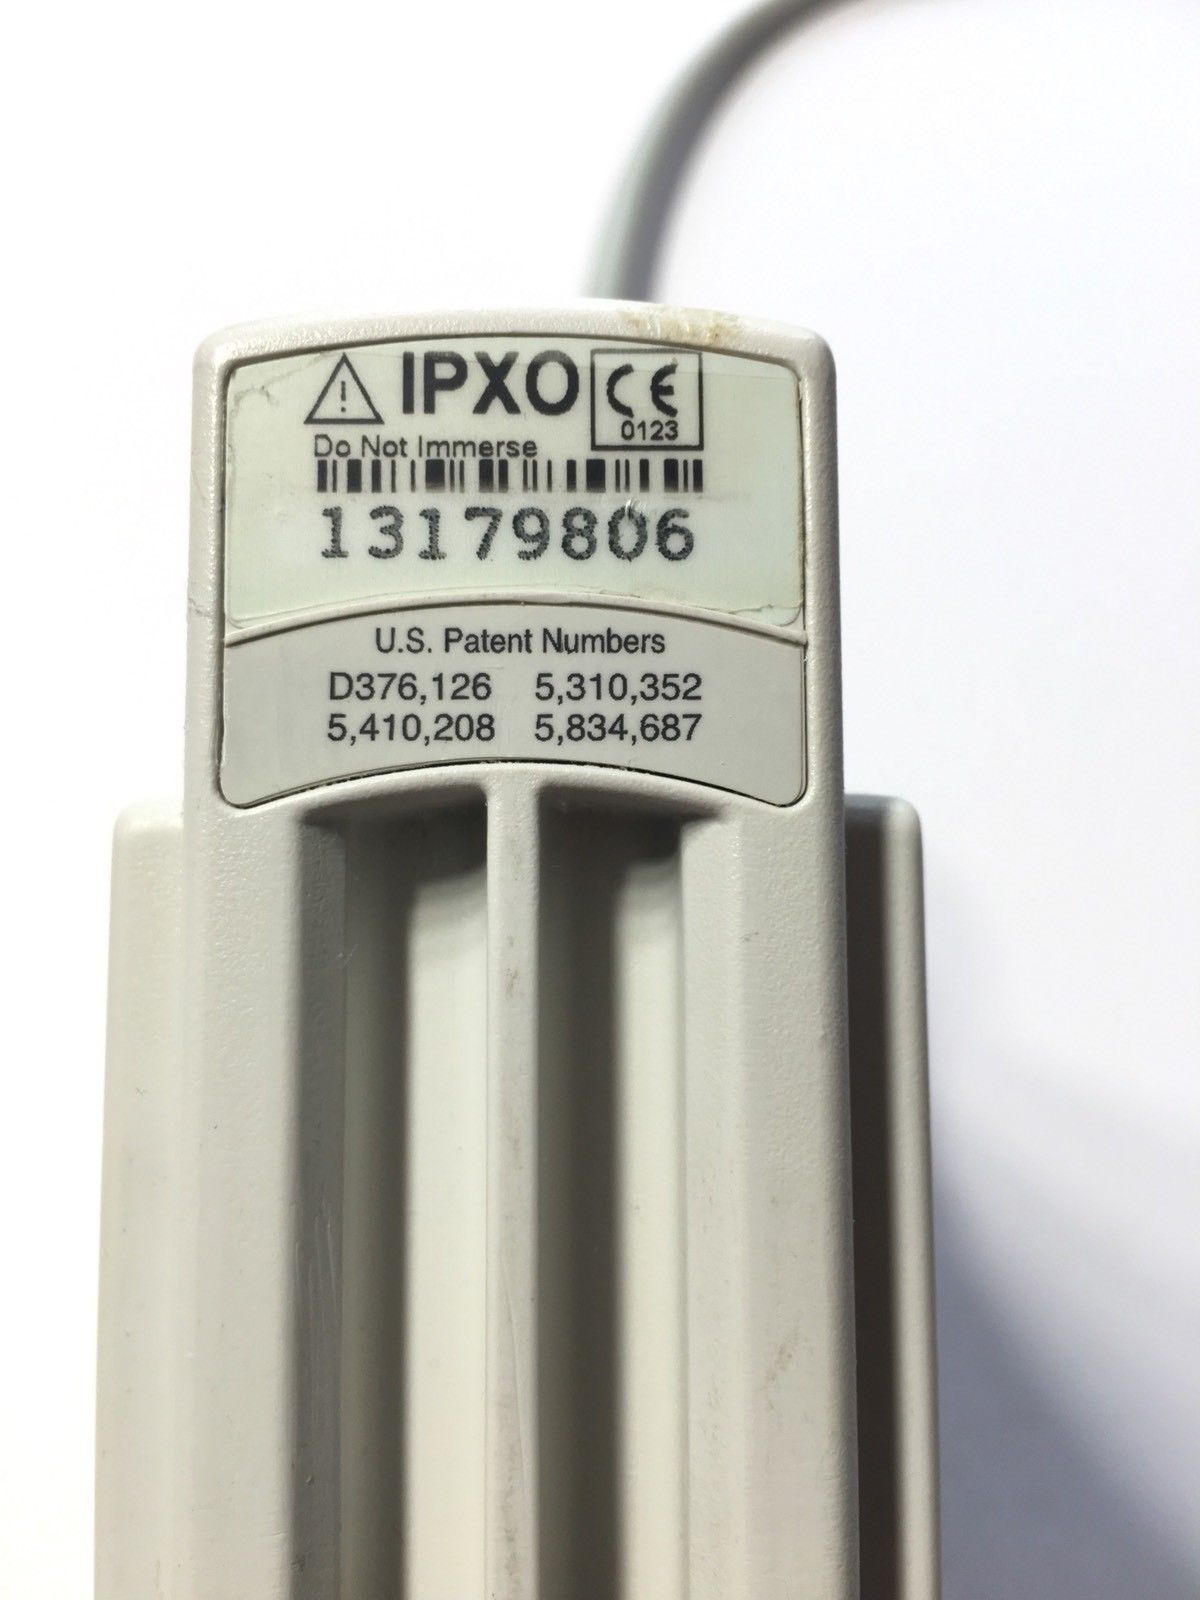 IPXO CE
0123
Do Not Immerse
13179806
U.S. Patent Numbers
D376,126 5,310,352
5,410,208 5,834,687